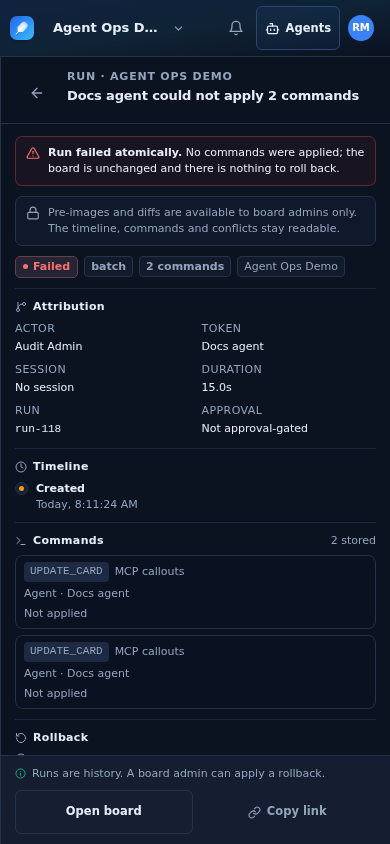 Agent Ops D...
Agents
RM
RUN · AGENT OPS DEMO
Docs agent could not apply 2 commands
Run failed atomically. No commands were applied; the
board is unchanged and there is nothing to roll back.
Pre-images and diffs are available to board admins only.
The timeline, commands and conflicts stay readable.
Failed
batch
2 commands
Agent Ops Demo
Attribution
ACTOR
TOKEN
Audit Admin
Docs agent
SESSION
DURATION
No session
15.0s
RUN
APPROVAL
run-118
Not approval-gated
Timeline
Created
Today, 8:11:24 AM
Commands
2 stored
UPDATE_CARD MCP callouts
Agent · Docs agent
Not applied
UPDATE_CARD MCP callouts
Agent · Docs agent
Not applied
Rollback
Runs are history. A board admin can apply a rollback.
Open board
Copy link